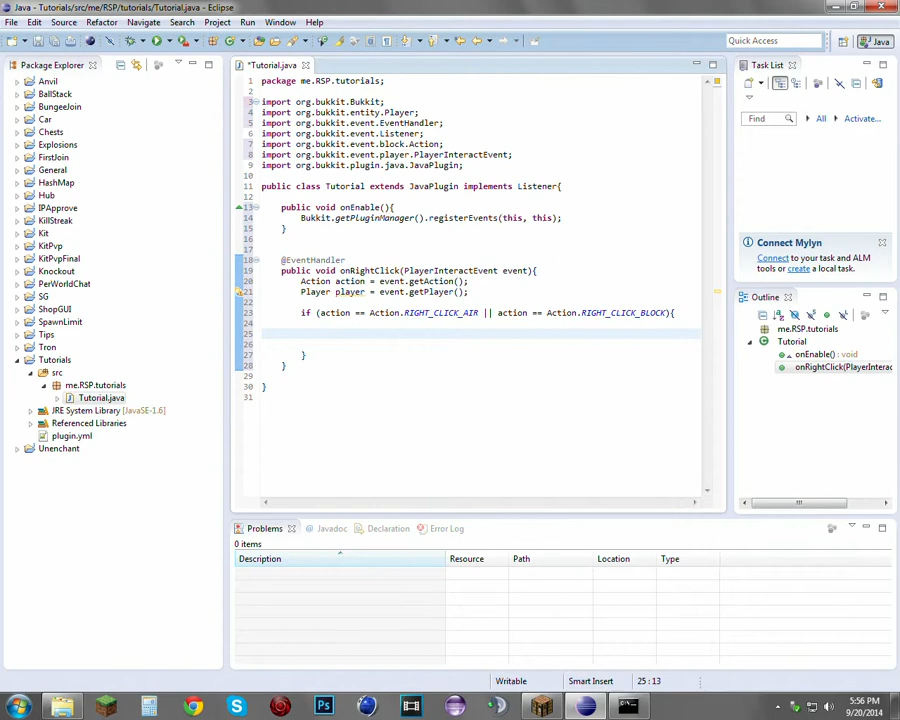 Java - Tutorials/src/me/RSP/tutorials/Tutorial.java - Eclipse
File Edit Source Refactor Navigate Search Project Run Window Help
Quick Access
Java
Package Explorer
Anvil
BallStack
BungeeJoin
Car
Chests
Explosions
FirstJoin
General
HashMap
Hub
IPApprove
KillStreak
Kit
KitPvp
KitPvpFinal
Knockout
PerWorldChat
SG
ShopGUI
SpawnLimit
Tips
Tron
Tutorials
src
me.RSP.tutorials
Tutorial.java
JRE System Library [JavaSE-1.6]
Referenced Libraries
plugin.yml
Unenchant
*Tutorial.java
1 package me.RSP.tutorials;
2
3 import org.bukkit.Bukkit;
4 import org.bukkit.entity.Player;
5 import org.bukkit.event.EventHandler;
6 import org.bukkit.event.Listener;
7 import org.bukkit.event.block.Action;
8 import org.bukkit.event.player.PlayerInteractEvent;
9 import org.bukkit.plugin.java.JavaPlugin;
10
11 public class Tutorial extends JavaPlugin implements Listener{
12
13 public void onEnable(){
14 Bukkit.getPluginManager().registerEvents(this, this);
15 }
16
17
18 @EventHandler
19 public void onRightClick(PlayerInteractEvent event){
20 Action action = event.getAction();
21 Player player = event.getPlayer();
22
23 if (action == Action.RIGHT_CLICK_AIR || action == Action.RIGHT_CLICK_BLOCK){
24
25
26
27 }
28 }
29
30 }
31
Task List
Find All Activate...
Connect Mylyn
Connect to your task and ALM
tools or create a local task.
Outline
me.RSP.tutorials
Tutorial
onEnable() : void
onRightClick(PlayerInterac
Problems Javadoc Declaration Error Log
0 items
Description Resource Path Location Type
Writable Smart Insert 25 : 13
5:56 PM
9/20/2014